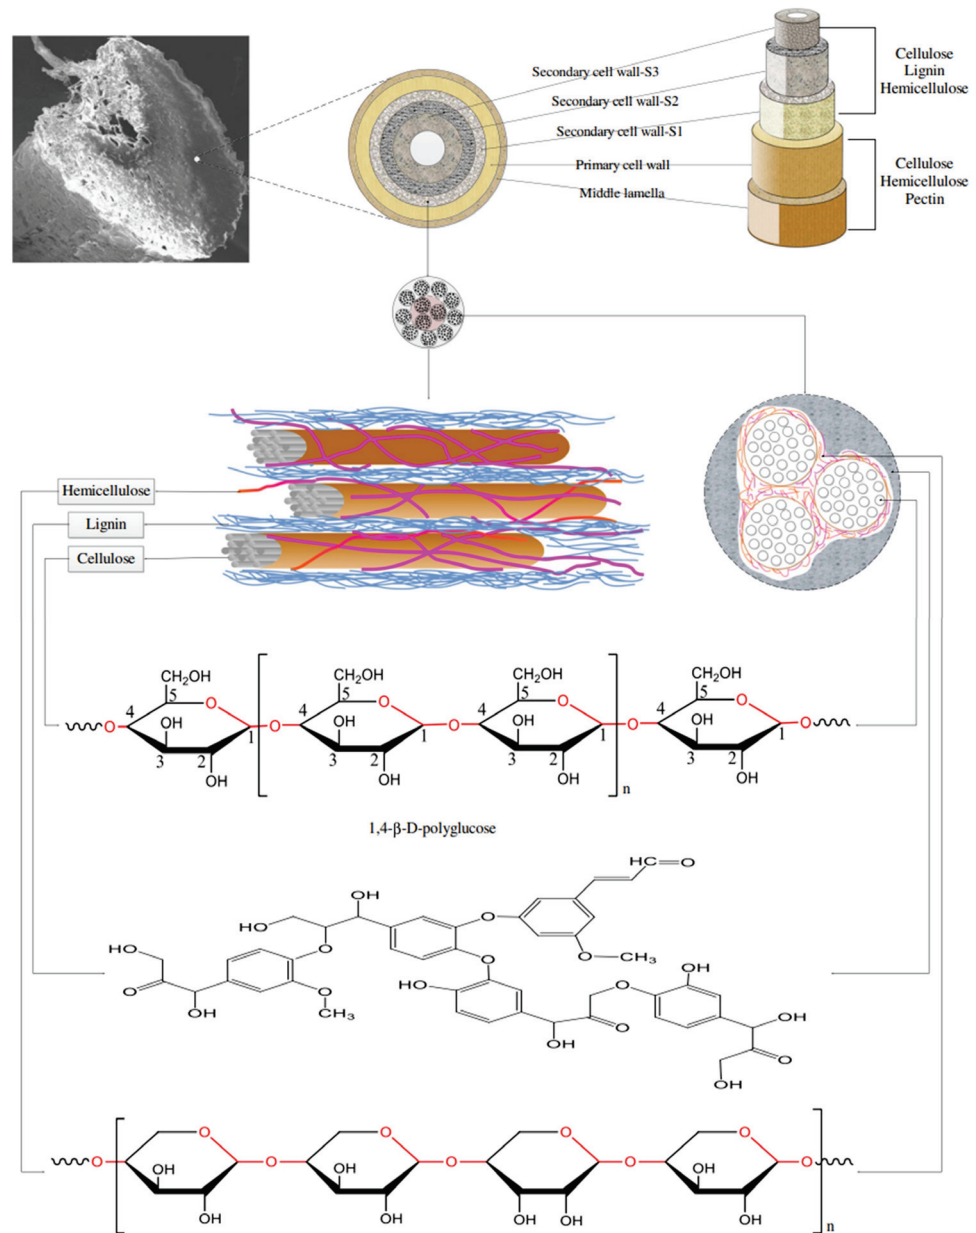 Secondary cell wall-S3
Secondary cell wall-S2
Secondary cell wall-S1
Primary cell wall
Middle lamella
Cellulose
Lignin
Hemicellulose
Cellulose
Hemicellulose
Pectin
Hemicellulose
Lignin
Cellulose
CH₂OH CH₂OH CH₂OH CH₂OH
5 O 5 O O 5 O
4 OH 4 OH OH 4 OH
O 1 O 1 O 1 O 1 O
3 2 3 2 3 2 3 2
OH OH OH OH
n
1,4-β-D-polyglucose
HC O
OH
HO O
O O CH₃
HO
O O
O OH
HO O
O CH₃ O O
OH OH
OH O
OH
O
OH
O O O O
O O O O O
OH OH OH
OH OH OH OH OH
n